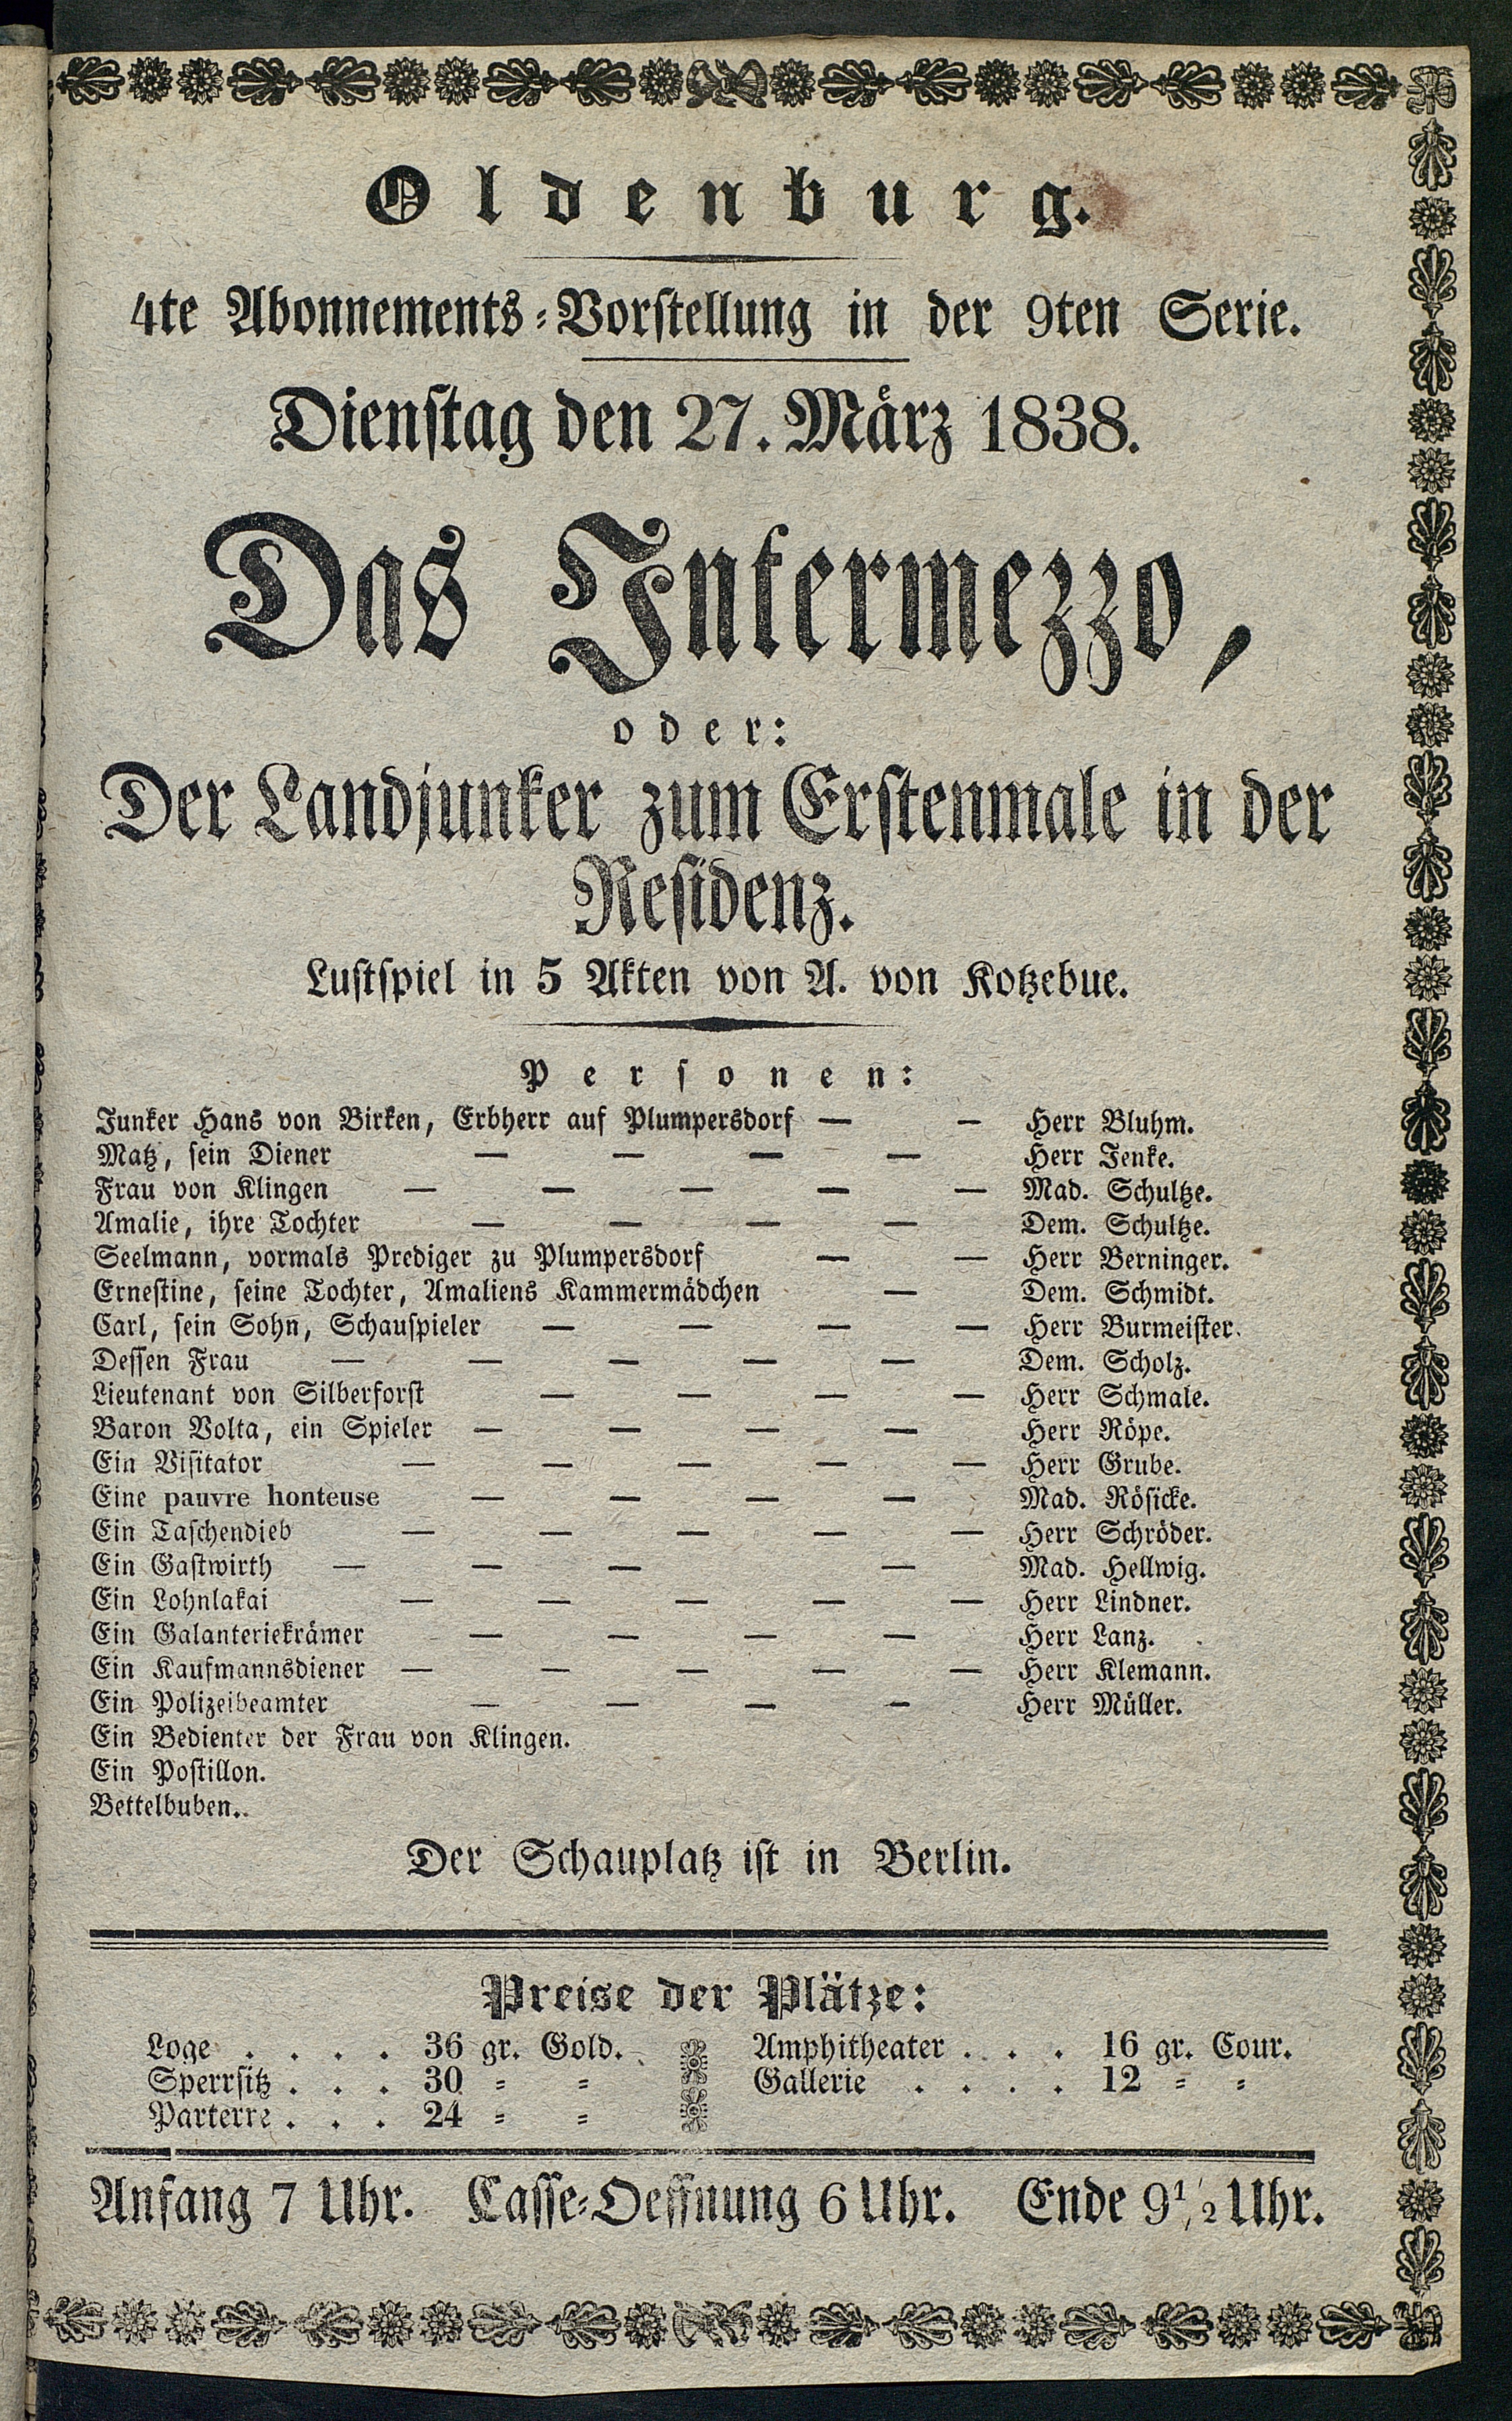 Oldenburg.
4te Abonnements=Vorstellung in der 9ten Serie.
Dienstag den 27. März 1838.
Das Intermezzo,
oder:
Der Landjunker zum Erstenmale in der
Residenz.
Lustspiel in 5 Akten von A. von Kotzebue.
Personen:
Junker Hans von Birken, Erbherr auf Plumpersdorf — — Herr Bluhm.
Matz, sein Diener — — — — Herr Jenke.
Frau von Klingen — — — — — Mad. Schultze.
Amalie, ihre Tochter — — — — Dem. Schultze.
Seelmann, vormals Prediger zu Plumpersdorf — — Herr Berninger.
Ernestine, seine Tochter, Amaliens Kammermädchen — Dem. Schmidt.
Carl, sein Sohn, Schauspieler — — — — Herr Burmeister.
Dessen Frau — — — — — Dem. Scholz.
Lieutenant von Silberforst — — — — Herr Schmale.
Baron Volta, ein Spieler — — — — Herr Röpe.
Ein Visitator — — — — — Herr Grube.
Eine pauvre honteuse — — — — Mad. Rösicke.
Ein Taschendieb — — — — — Herr Schröder.
Ein Gastwirth — — — — Mad. Hellwig.
Ein Lohnlakai — — — — — Herr Lindner.
Ein Galanteriekrämer — — — — Herr Lanz.
Ein Kaufmannsdiener — — — — — Herr Klemann.
Ein Polizeibeamter — — — — Herr Müller.
Ein Bedienter der Frau von Klingen.
Ein Postillon.
Bettelbuben..
Der Schauplatz ist in Berlin.
Preise der Plätze:
Loge . . . . 36 gr. Gold. Amphitheater . . . 16 gr. Cour.
Sperrsitz . . . 30 = = Gallerie . . . . 12 = =
Parterre . . . 24 = =
Anfang 7 Uhr. Casse=Oeffnung 6 Uhr. Ende 9 1/2 Uhr.